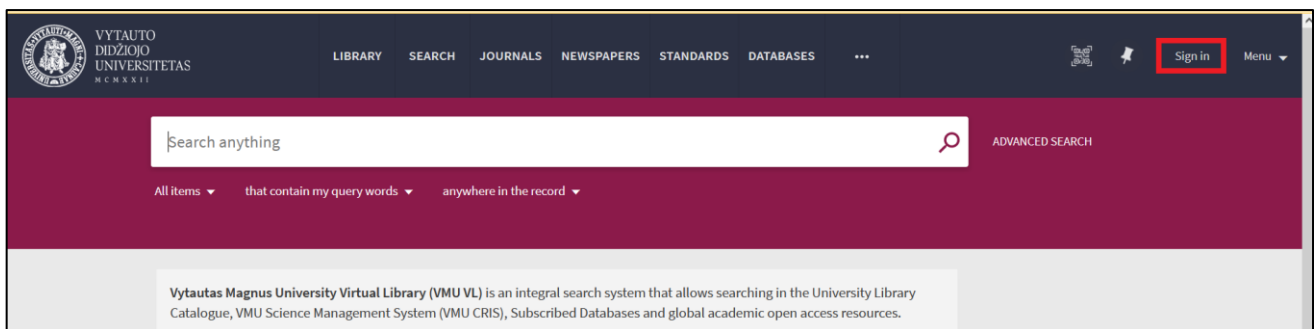 VYTAUTO
DIDŽIOJO
UNIVERSITETAS
MCMXXII
LIBRARY SEARCH JOURNALS NEWSPAPERS STANDARDS DATABASES ••• Sign in Menu
Search anything ADVANCED SEARCH
All items that contain my query words anywhere in the record
Vytautas Magnus University Virtual Library (VMU VL) is an integral search system that allows searching in the University Library
Catalogue, VMU Science Management System (VMU CRIS), Subscribed Databases and global academic open access resources.